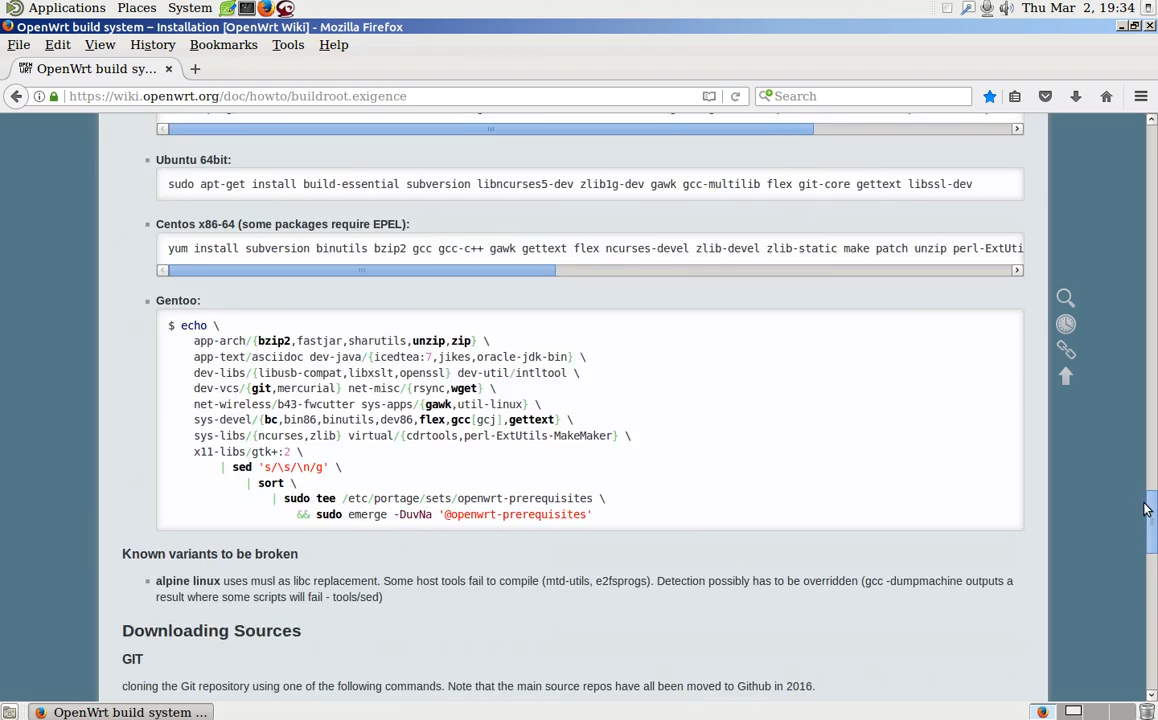 Applications Places System Thu Mar 2, 19:34
OpenWrt build system – Installation [OpenWrt Wiki] - Mozilla Firefox
File Edit View History Bookmarks Tools Help
OpenWrt build sy...
https://wiki.openwrt.org/doc/howto/buildroot.exigence Search
Ubuntu 64bit:
sudo apt-get install build-essential subversion libncurses5-dev zlib1g-dev gawk gcc-multilib flex git-core gettext libssl-dev
Centos x86-64 (some packages require EPEL):
yum install subversion binutils bzip2 gcc gcc-c++ gawk gettext flex ncurses-devel zlib-devel zlib-static make patch unzip perl-ExtUti
Gentoo:
$ echo \
app-arch/{bzip2,fastjar,sharutils,unzip,zip} \
app-text/asciidoc dev-java/{icedtea:7,jikes,oracle-jdk-bin} \
dev-libs/{libusb-compat,libxslt,openssl} dev-util/intltool \
dev-vcs/{git,mercurial} net-misc/{rsync,wget} \
net-wireless/b43-fwcutter sys-apps/{gawk,util-linux} \
sys-devel/{bc,bin86,binutils,dev86,flex,gcc[gcj],gettext} \
sys-libs/{ncurses,zlib} virtual/{cdrtools,perl-ExtUtils-MakeMaker} \
x11-libs/gtk+:2 \
| sed 's/\s/\n/g' \
| sort \
| sudo tee /etc/portage/sets/openwrt-prerequisites \
&& sudo emerge -DuvNa '@openwrt-prerequisites'
Known variants to be broken
alpine linux uses musl as libc replacement. Some host tools fail to compile (mtd-utils, e2fsprogs). Detection possibly has to be overridden (gcc -dumpmachine outputs a
result where some scripts will fail - tools/sed)
Downloading Sources
GIT
cloning the Git repository using one of the following commands. Note that the main source repos have all been moved to Github in 2016.
OpenWrt build system ...